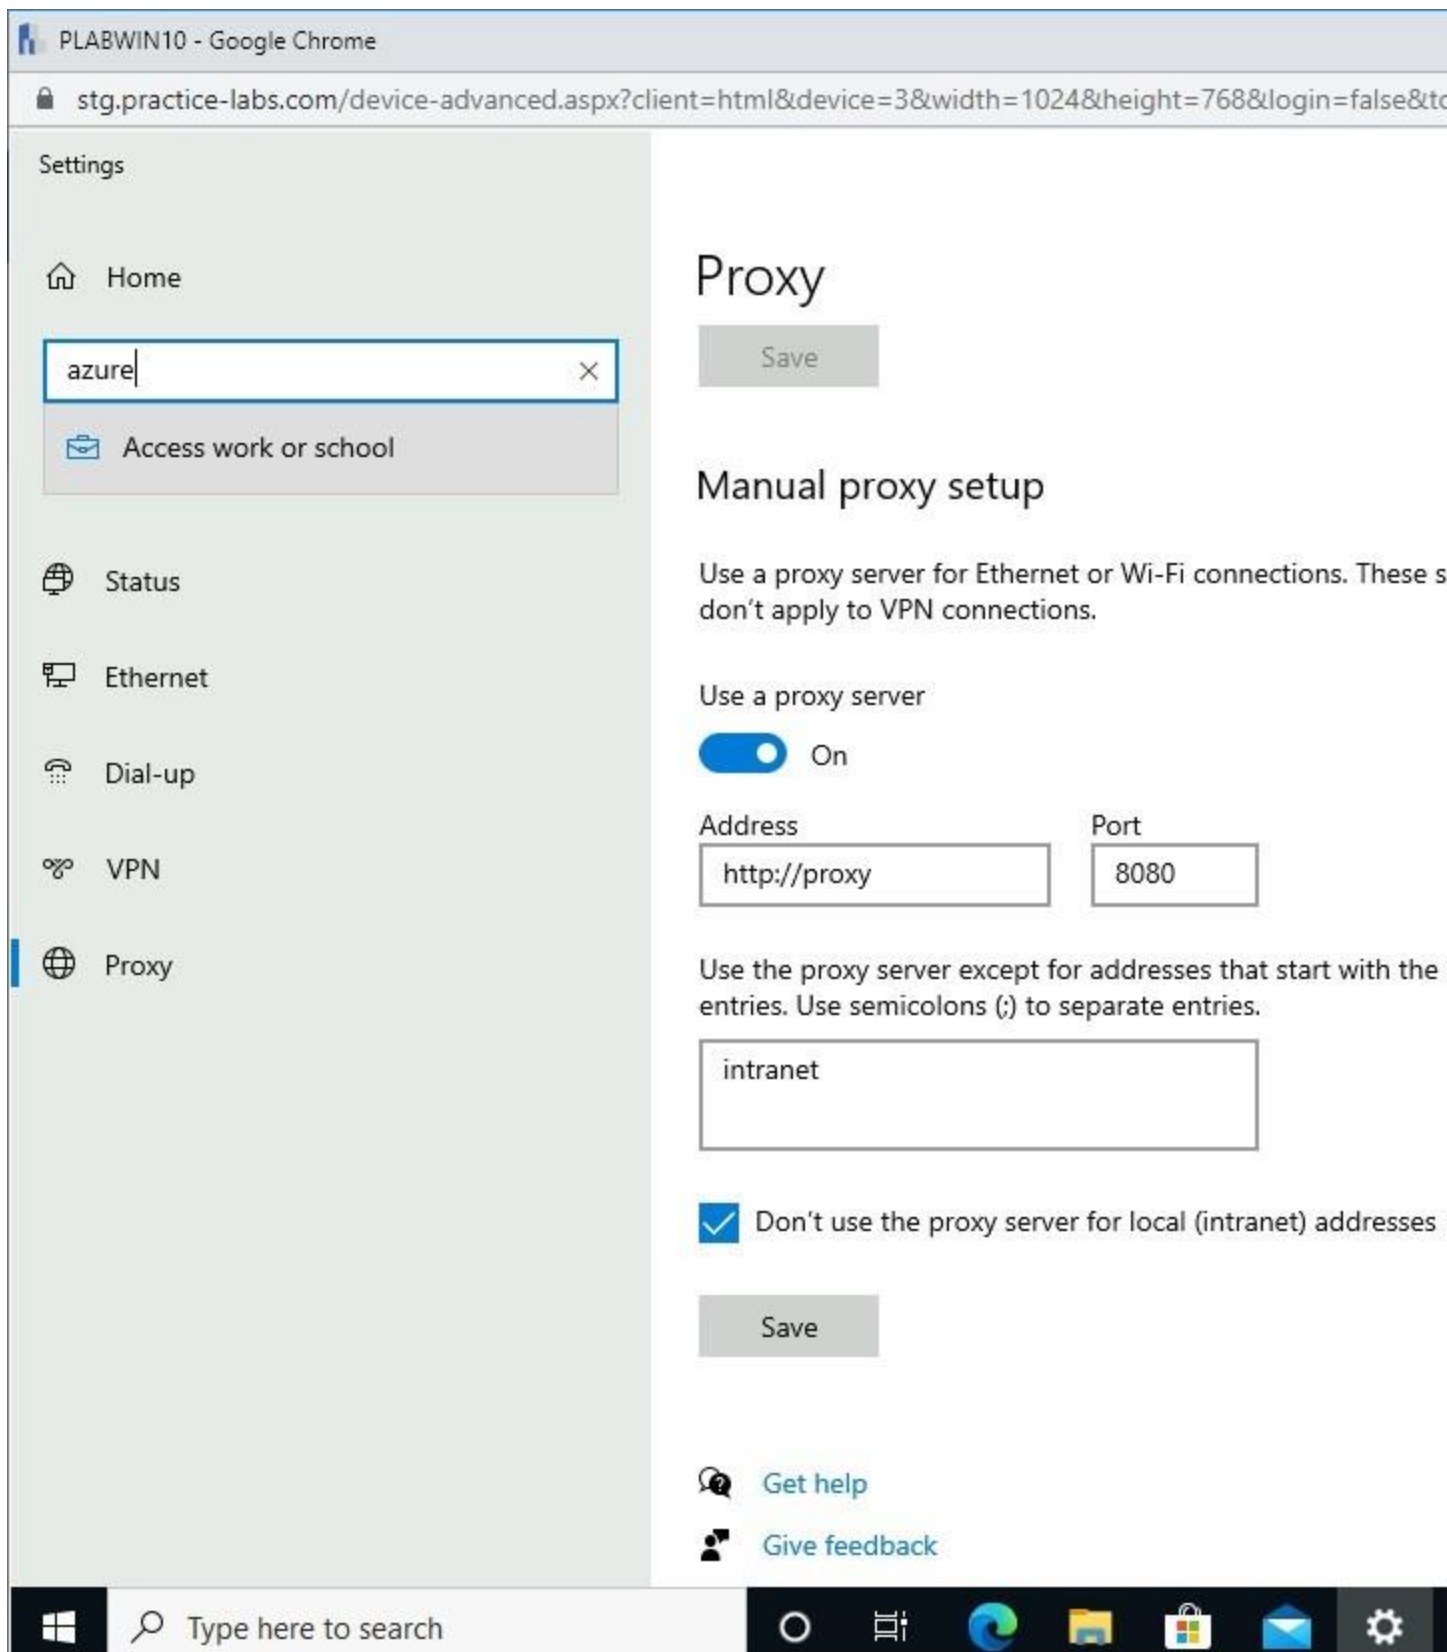 PLABWIN10 - Google Chrome
stg.practice-labs.com/device-advanced.aspx?client=html&device=3&width=1024&height=768&login=false&to
Settings
Home
azure
Access work or school
Status
Ethernet
Dial-up
VPN
Proxy
Proxy
Save
Manual proxy setup
Use a proxy server for Ethernet or Wi-Fi connections. These s
don't apply to VPN connections.
Use a proxy server
On
Address Port
http://proxy 8080
Use the proxy server except for addresses that start with the
entries. Use semicolons (;) to separate entries.
intranet
Don't use the proxy server for local (intranet) addresses
Save
Get help
Give feedback
Type here to search